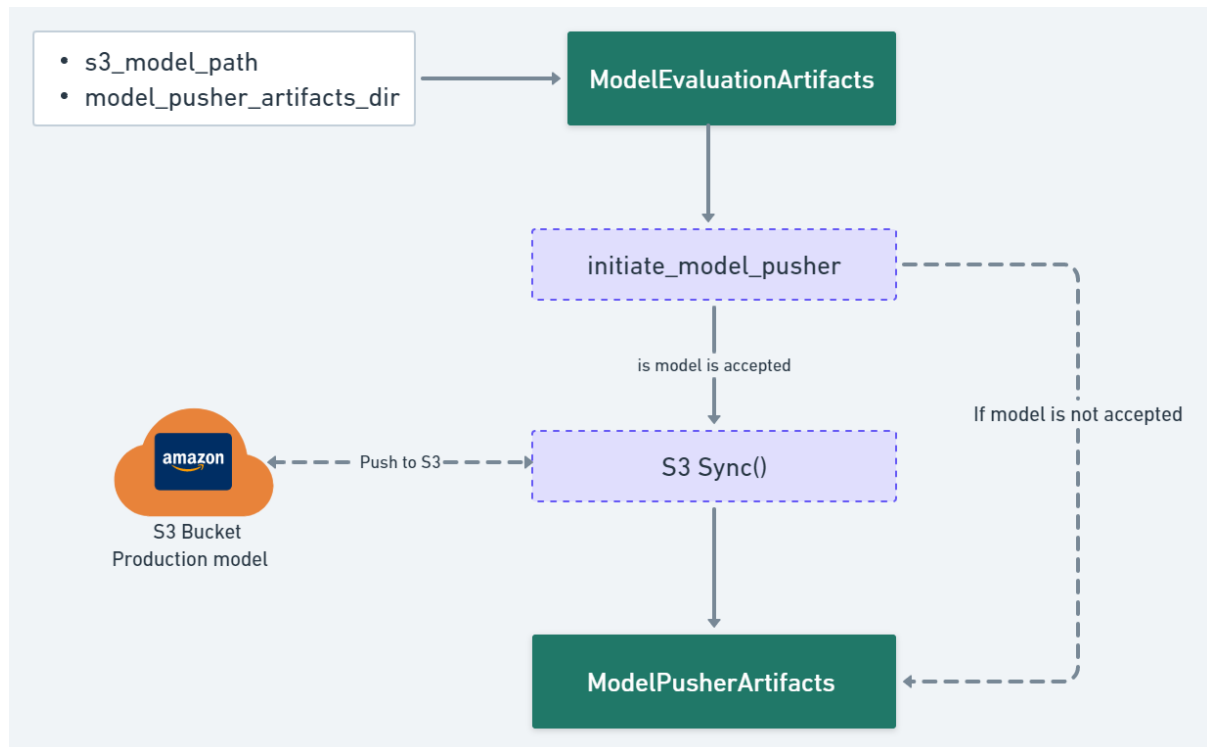 • s3_model_path
• model_pusher_artifacts_dir
ModelEvaluationArtifacts
initiate_model_pusher
is model is accepted
If model is not accepted
amazon
Push to S3
S3 Sync()
S3 Bucket
Production model
ModelPusherArtifacts